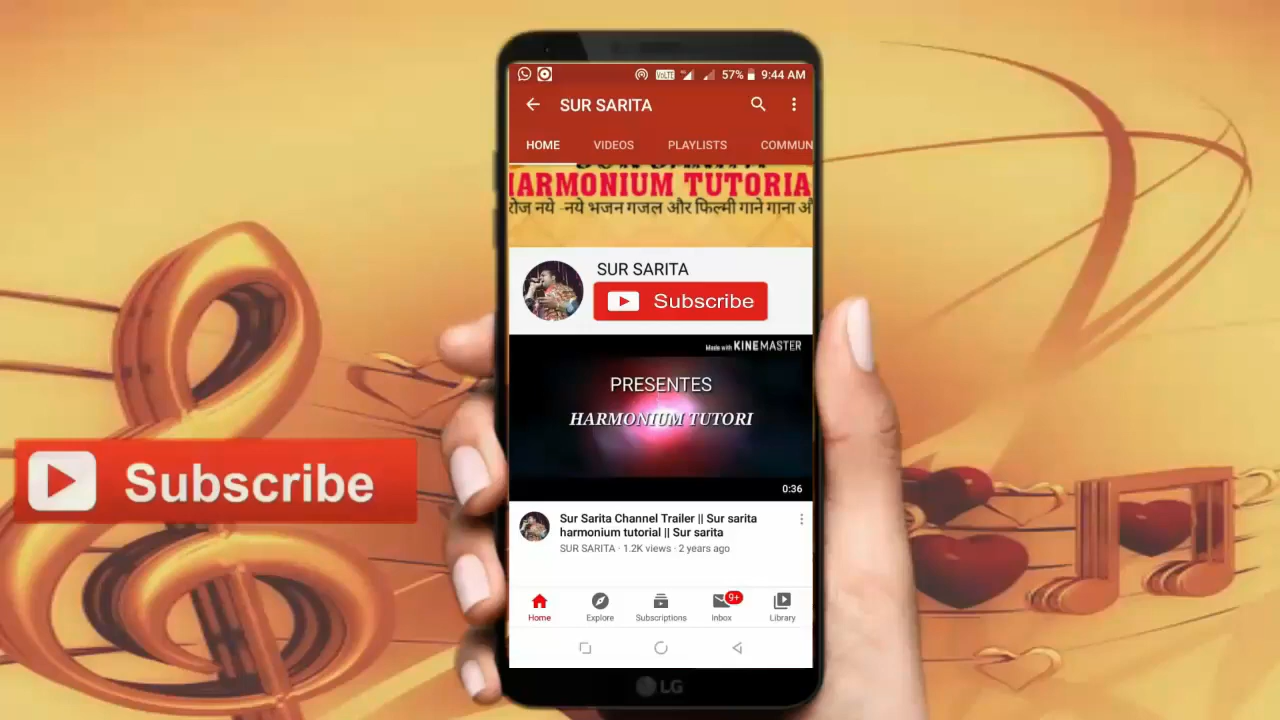 57% 9:44 AM
SUR SARITA
HOME VIDEOS PLAYLISTS COMMUN
SUR SARITA
HARMONIUM TUTORIA
रोज नये -नये भजन गजल और फिल्मी गाने गाना औ
SUR SARITA
Subscribe
Made with KINEMASTER
PRESENTES
HARMONIUM TUTORI
0:36
Sur Sarita Channel Trailer || Sur sarita
harmonium tutorial || Sur sarita
SUR SARITA · 1.2K views · 2 years ago
9+
Home Explore Subscriptions Inbox Library
LG
Subscribe